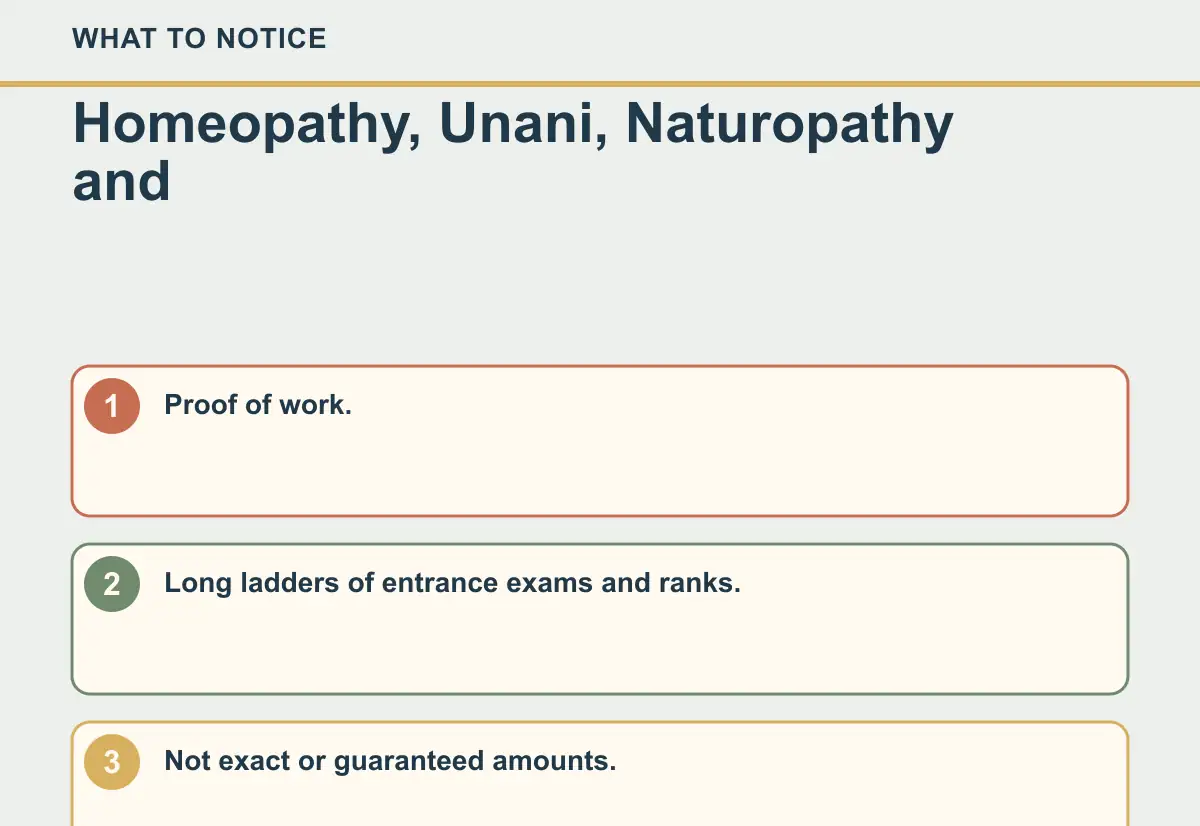 WHAT TO NOTICE
Homeopathy, Unani, Naturopathy
and
1 Proof of work.
2 Long ladders of entrance exams and ranks.
3 Not exact or guaranteed amounts.